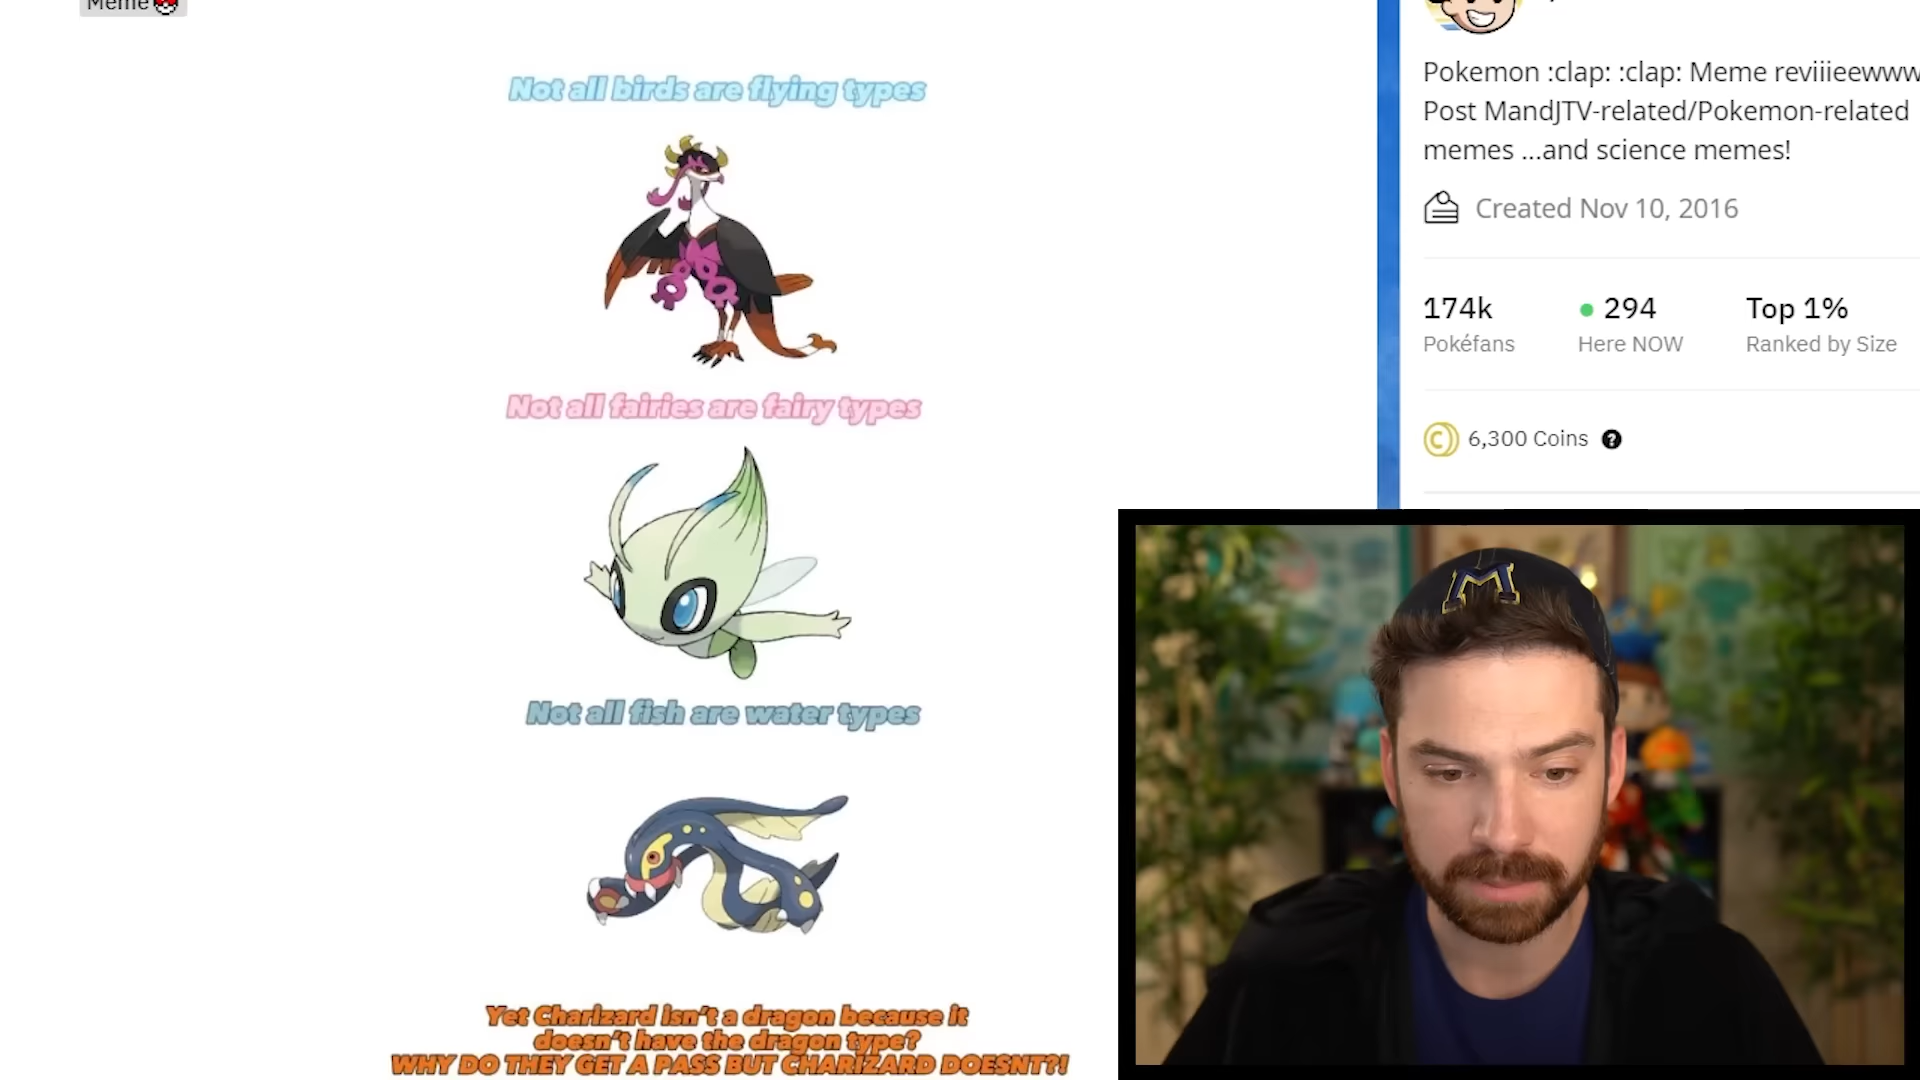 Meme
Not all birds are flying types
Not all fairies are fairy types
Not all fish are water types
Yet Charizard isn't a dragon because it
doesn't have the dragon type?
WHY DO THEY GET A PASS BUT CHARIZARD DOESNT?!
Pokemon :clap: :clap: Meme reviiieewww
Post MandJTV-related/Pokemon-related
memes ...and science memes!
Created Nov 10, 2016
174k
Pokéfans
294
Here NOW
Top 1%
Ranked by Size
C
6,300 Coins
?
M